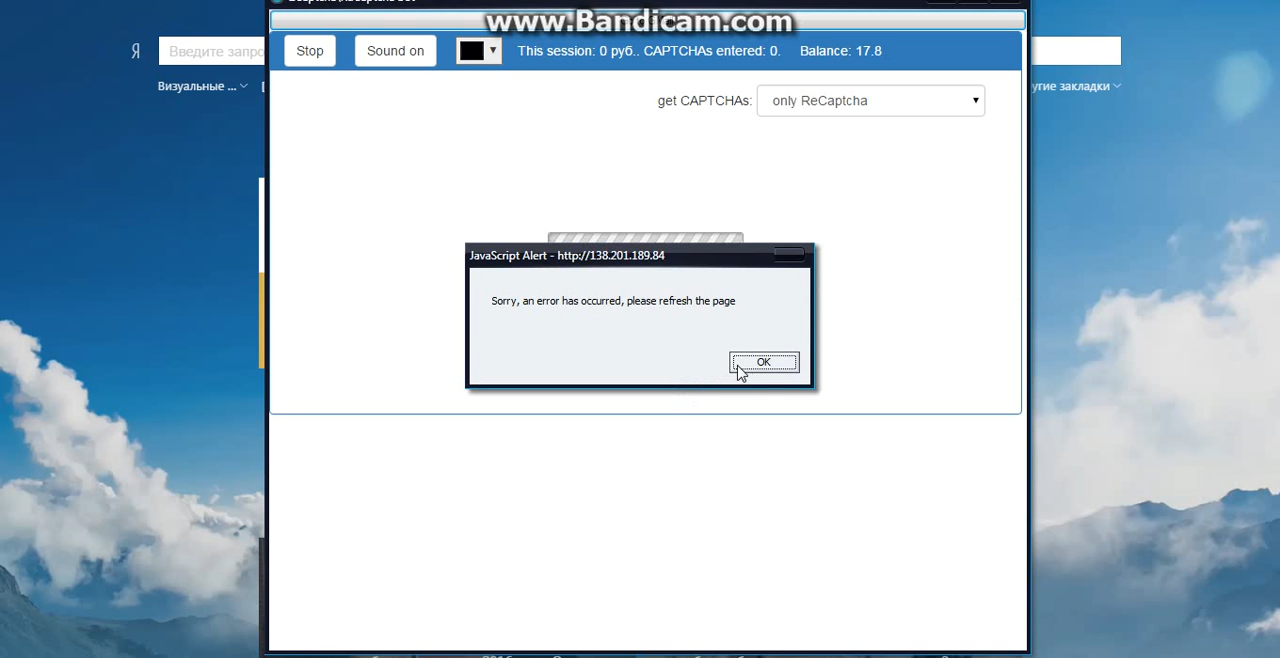 www.Bandicam.com
Я
Введите запро
Stop
Sound on
This session: 0 руб.. CAPTCHAs entered: 0.
Balance: 17.8
Визуальные ...
get CAPTCHAs:
only ReCaptcha
JavaScript Alert - http://138.201.189.84
Sorry, an error has occurred, please refresh the page
OK